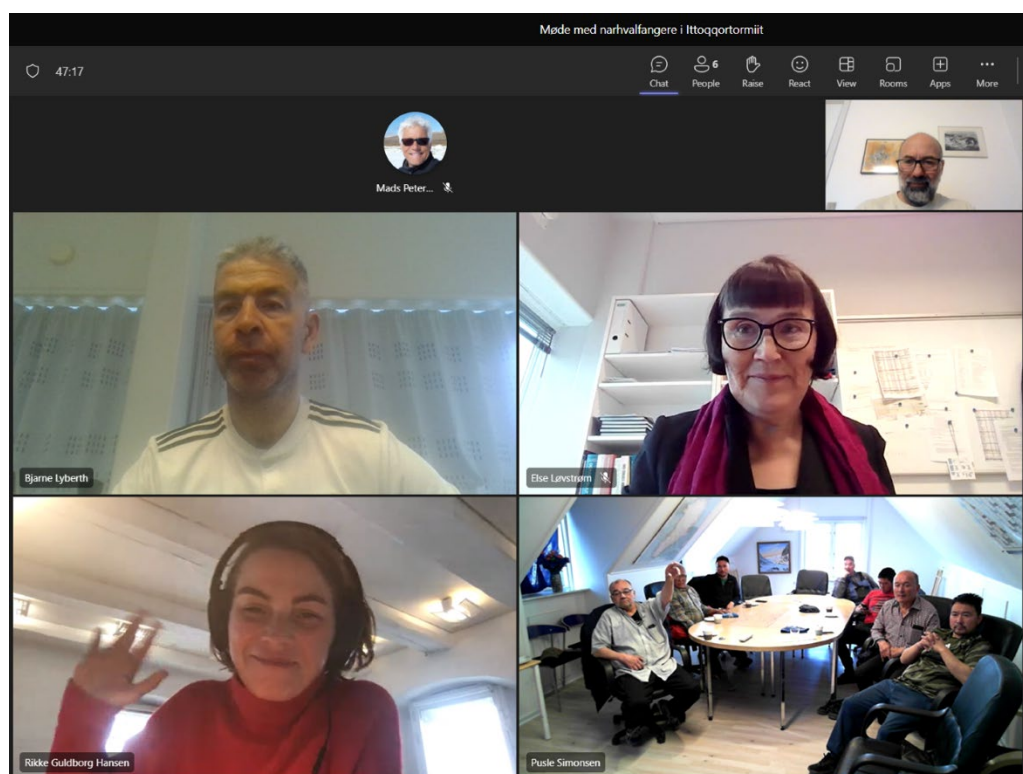 Møde med narhvalfangere i Ittoqqortormiit
47:17
Chat
People 6
Raise
React
View
Rooms
Apps
More
Mads Peter...
Bjarne Lyberth
Else Løvstrøm
Rikke Guldborg Hansen
Pusle Simonsen